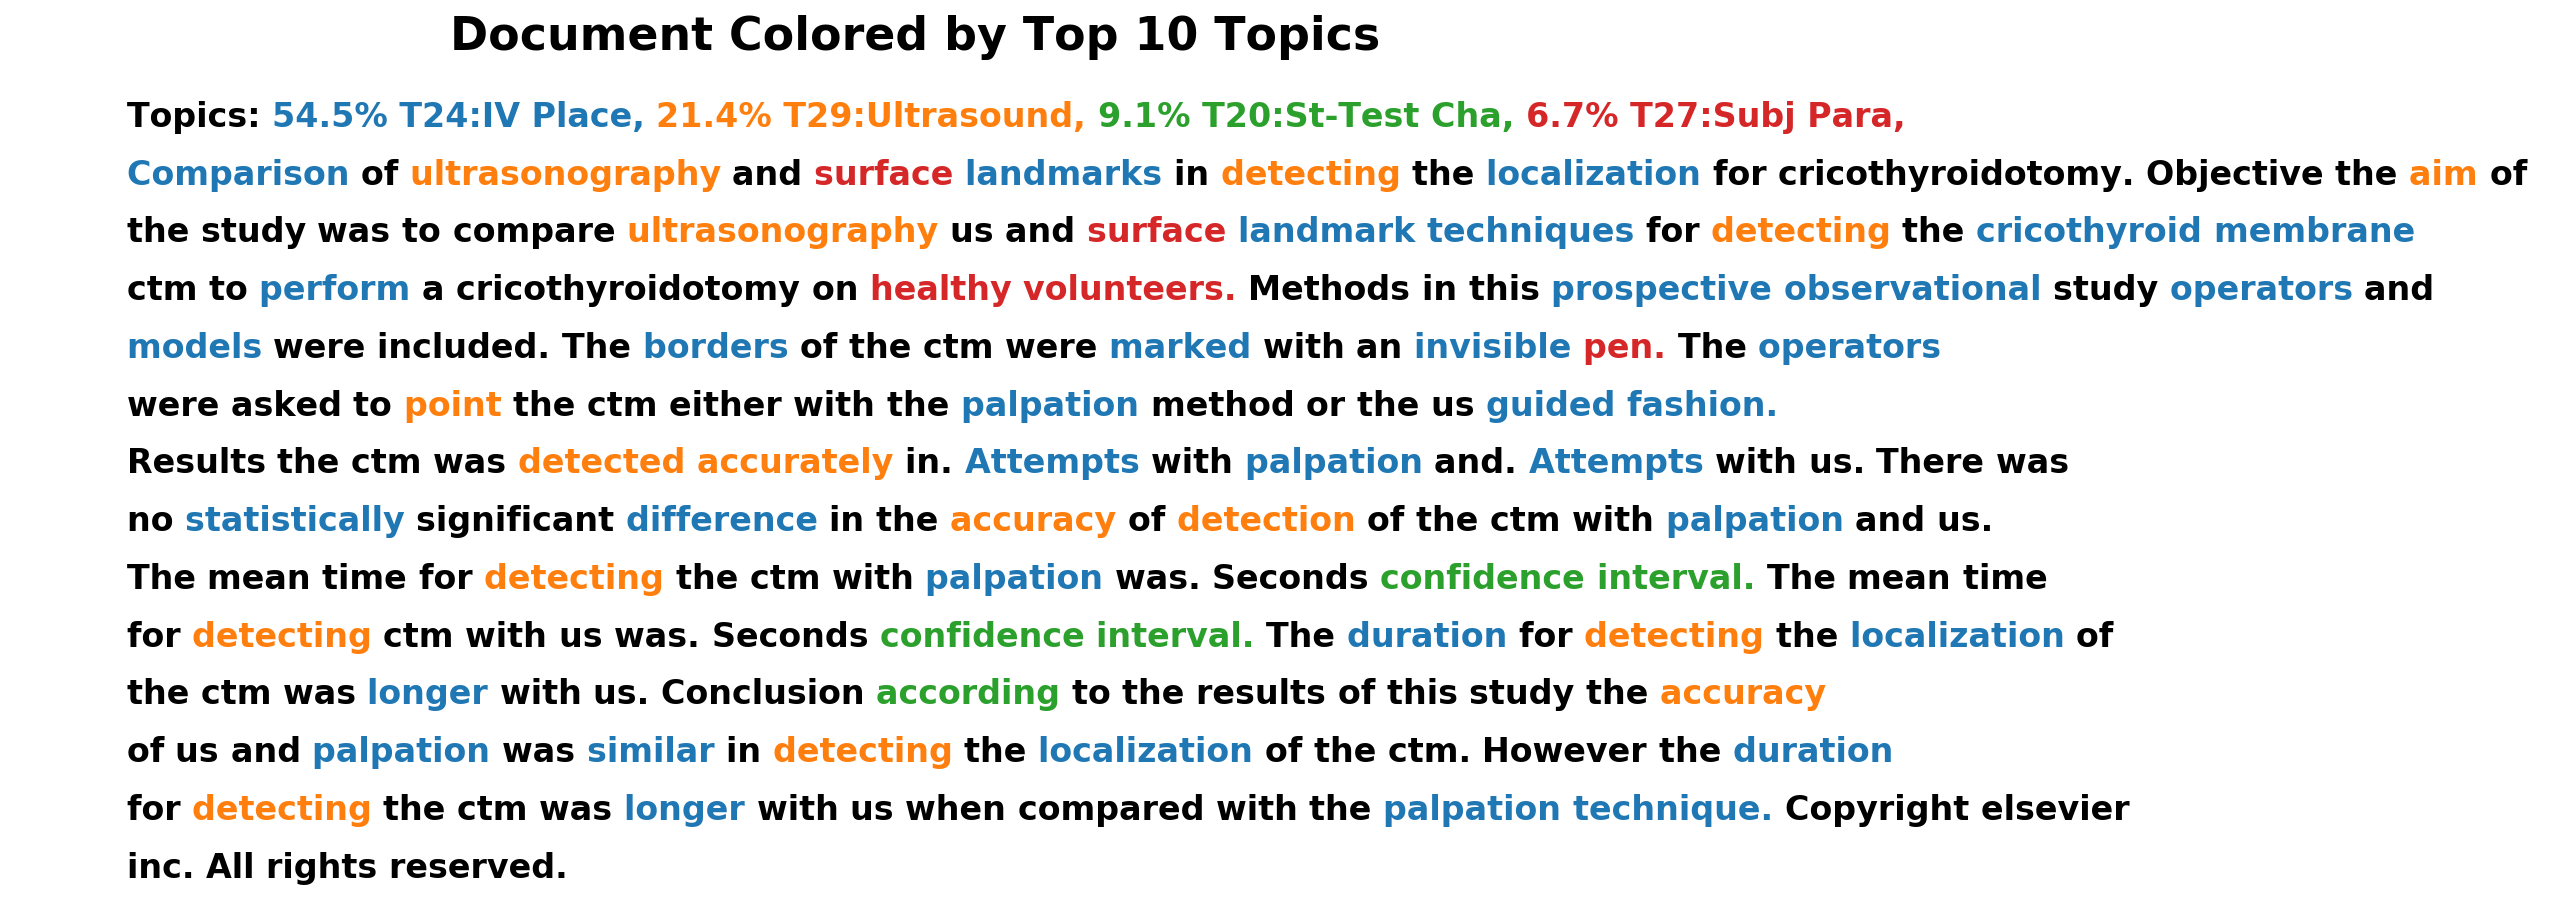 Document Colored by Top 10 Topics
Topics: 54.5% T24:IV Place, 21.4% T29:Ultrasound, 9.1% T20:St-Test Cha, 6.7% T27:Subj Para,
Comparison of ultrasonography and surface landmarks in detecting the localization for cricothyroidotomy. Objective the aim of
the study was to compare ultrasonography us and surface landmark techniques for detecting the cricothyroid membrane
ctm to perform a cricothyroidotomy on healthy volunteers. Methods in this prospective observational study operators and
models were included. The borders of the ctm were marked with an invisible pen. The operators
were asked to point the ctm either with the palpation method or the us guided fashion.
Results the ctm was detected accurately in. Attempts with palpation and. Attempts with us. There was
no statistically significant difference in the accuracy of detection of the ctm with palpation and us.
The mean time for detecting the ctm with palpation was. Seconds confidence interval. The mean time
for detecting ctm with us was. Seconds confidence interval. The duration for detecting the localization of
the ctm was longer with us. Conclusion according to the results of this study the accuracy
of us and palpation was similar in detecting the localization of the ctm. However the duration
for detecting the ctm was longer with us when compared with the palpation technique. Copyright elsevier
inc. All rights reserved.